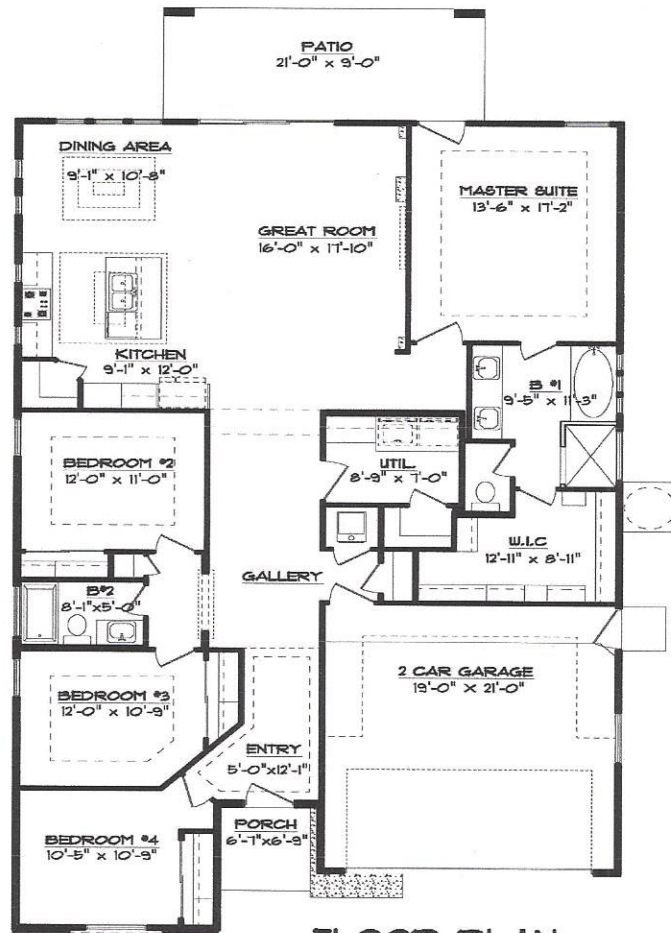 PATIO
21'-0" x 9'-0"
DINING AREA
9'-1" x 10'-8"
MASTER SUITE
13'-6" x 17'-2"
GREAT ROOM
16'-0" x 17'-10"
KITCHEN
9'-1" x 12'-0"
B #1
9'-5" x 11'-3"
BEDROOM #2
12'-0" x 11'-0"
UTIL.
8'-9" x 7'-0"
W.I.C
12'-11" x 8'-11"
GALLERY
B#2
8'-1"x5'-0"
2 CAR GARAGE
19'-0" x 21'-0"
BEDROOM #3
12'-0" x 10'-9"
ENTRY
5'-0"x12'-1"
PORCH
6'-7"x6'-9"
BEDROOM #4
10'-5" x 10'-9"
FLOOR PLAN